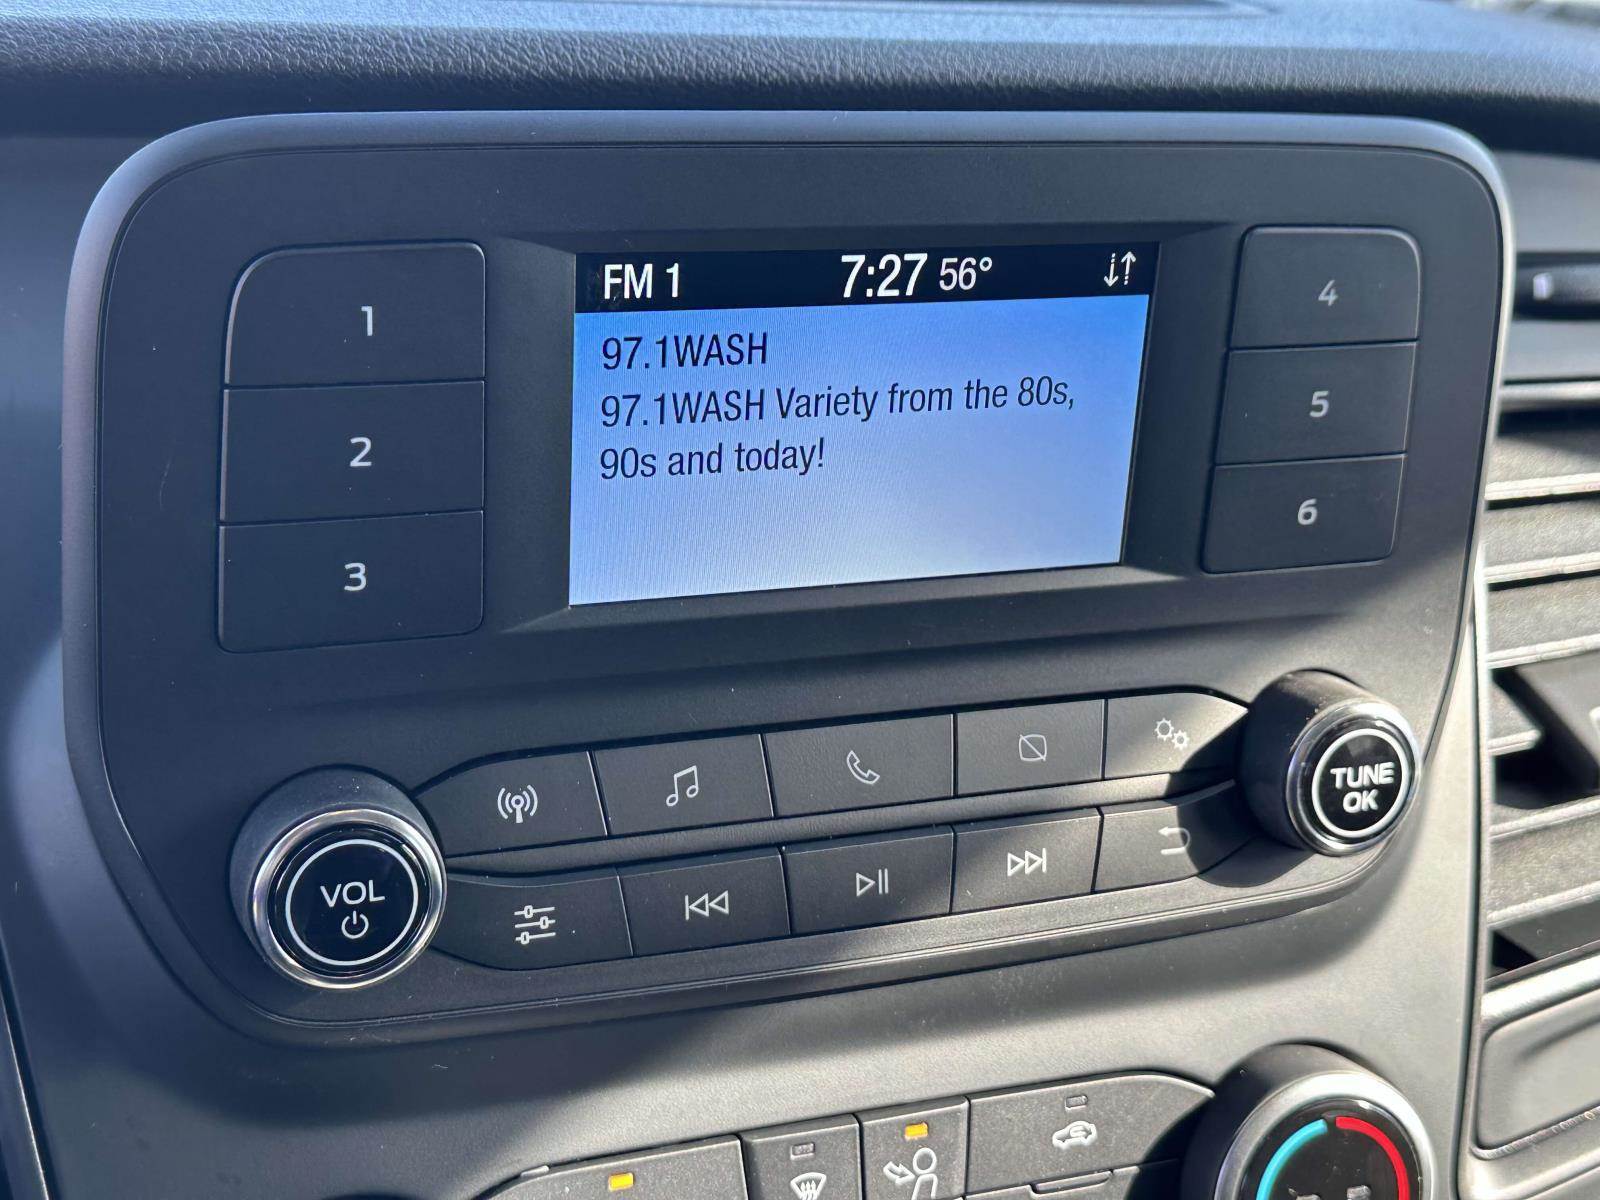 FM 1 7:27 56°
97.1WASH
97.1WASH Variety from the 80s,
90s and today!
1
2
3
4
5
6
VOL
TUNE
OK